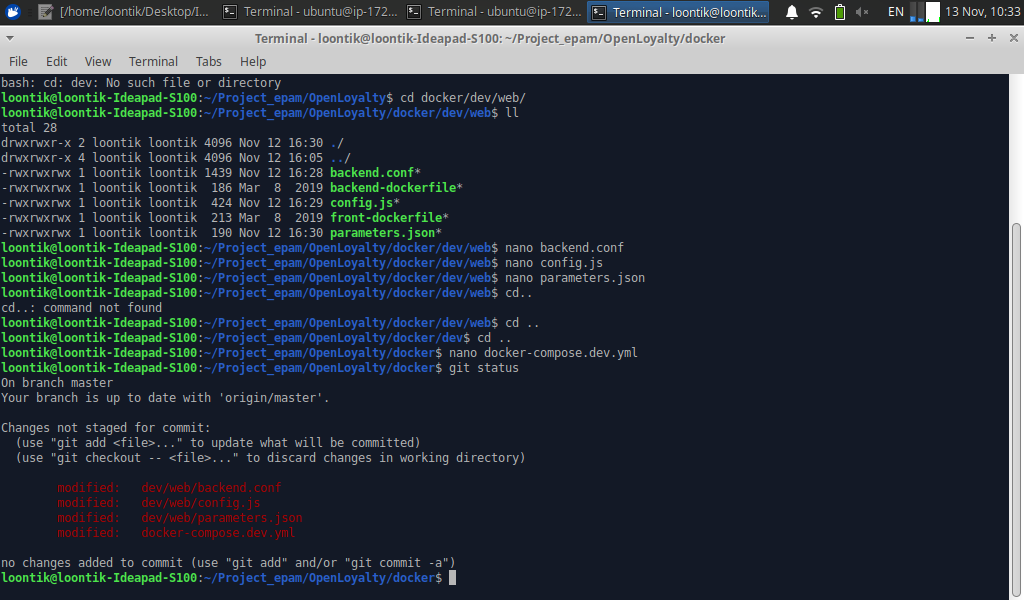 [/home/loontik/Desktop/I... Terminal - ubuntu@ip-172... Terminal - ubuntu@ip-172... Terminal - loontik@loontik... EN 13 Nov, 10:33
Terminal - loontik@loontik-Ideapad-S100: ~/Project_epam/OpenLoyalty/docker
File Edit View Terminal Tabs Help
bash: cd: dev: No such file or directory
loontik@loontik-Ideapad-S100:~/Project_epam/OpenLoyalty$ cd docker/dev/web/
loontik@loontik-Ideapad-S100:~/Project_epam/OpenLoyalty/docker/dev/web$ ll
total 28
drwxrwxr-x 2 loontik loontik 4096 Nov 12 16:30 ./
drwxrwxr-x 4 loontik loontik 4096 Nov 12 16:05 ../
-rwxrwxrwx 1 loontik loontik 1439 Nov 12 16:28 backend.conf*
-rwxrwxrwx 1 loontik loontik  186 Mar  8  2019 backend-dockerfile*
-rwxrwxrwx 1 loontik loontik  424 Nov 12 16:29 config.js*
-rwxrwxrwx 1 loontik loontik  213 Mar  8  2019 front-dockerfile*
-rwxrwxrwx 1 loontik loontik  190 Nov 12 16:30 parameters.json*
loontik@loontik-Ideapad-S100:~/Project_epam/OpenLoyalty/docker/dev/web$ nano backend.conf
loontik@loontik-Ideapad-S100:~/Project_epam/OpenLoyalty/docker/dev/web$ nano config.js
loontik@loontik-Ideapad-S100:~/Project_epam/OpenLoyalty/docker/dev/web$ nano parameters.json
loontik@loontik-Ideapad-S100:~/Project_epam/OpenLoyalty/docker/dev/web$ cd..
cd..: command not found
loontik@loontik-Ideapad-S100:~/Project_epam/OpenLoyalty/docker/dev/web$ cd ..
loontik@loontik-Ideapad-S100:~/Project_epam/OpenLoyalty/docker/dev$ cd ..
loontik@loontik-Ideapad-S100:~/Project_epam/OpenLoyalty/docker$ nano docker-compose.dev.yml
loontik@loontik-Ideapad-S100:~/Project_epam/OpenLoyalty/docker$ git status
On branch master
Your branch is up to date with 'origin/master'.
Changes not staged for commit:
  (use "git add <file>..." to update what will be committed)
  (use "git checkout -- <file>..." to discard changes in working directory)
        modified:   dev/web/backend.conf
        modified:   dev/web/config.js
        modified:   dev/web/parameters.json
        modified:   docker-compose.dev.yml
no changes added to commit (use "git add" and/or "git commit -a")
loontik@loontik-Ideapad-S100:~/Project_epam/OpenLoyalty/docker$